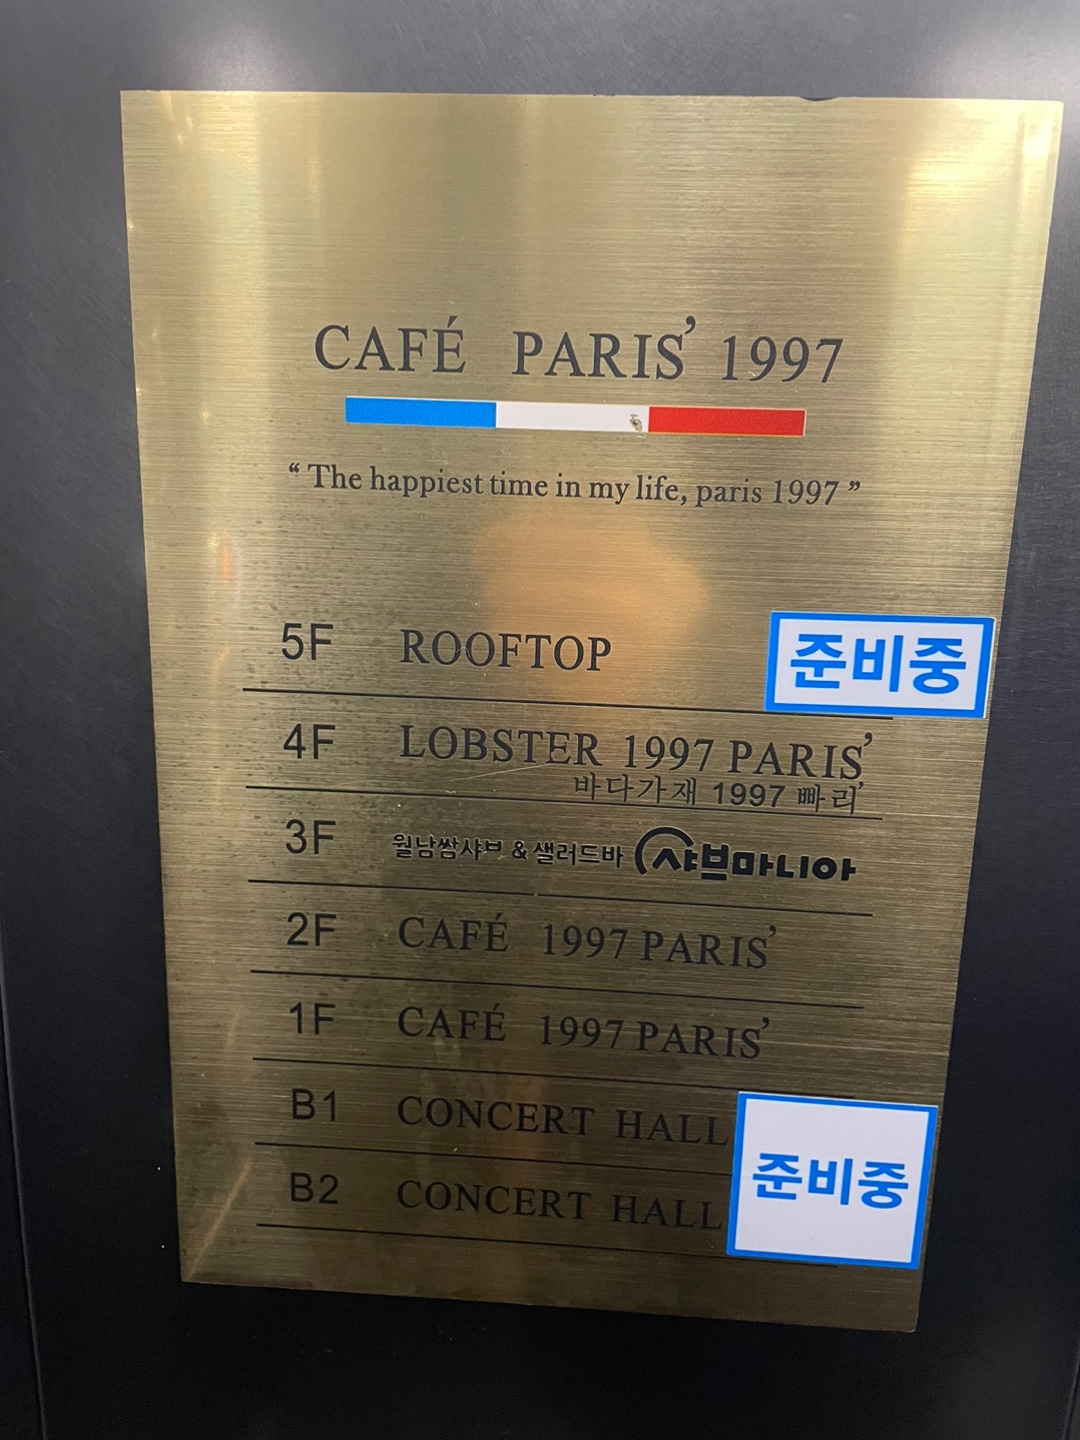 CAFÉ PARIS’ 1997
“ The happiest time in my life, paris 1997 ”
5F ROOFTOP 준비중
4F LOBSTER 1997 PARIS’
바다가재 1997 빠리’
3F 월남쌈샤브 & 샐러드바 샤브마니아
2F CAFÉ 1997 PARIS’
1F CAFÉ 1997 PARIS’
B1 CONCERT HALL
준비중
B2 CONCERT HALL